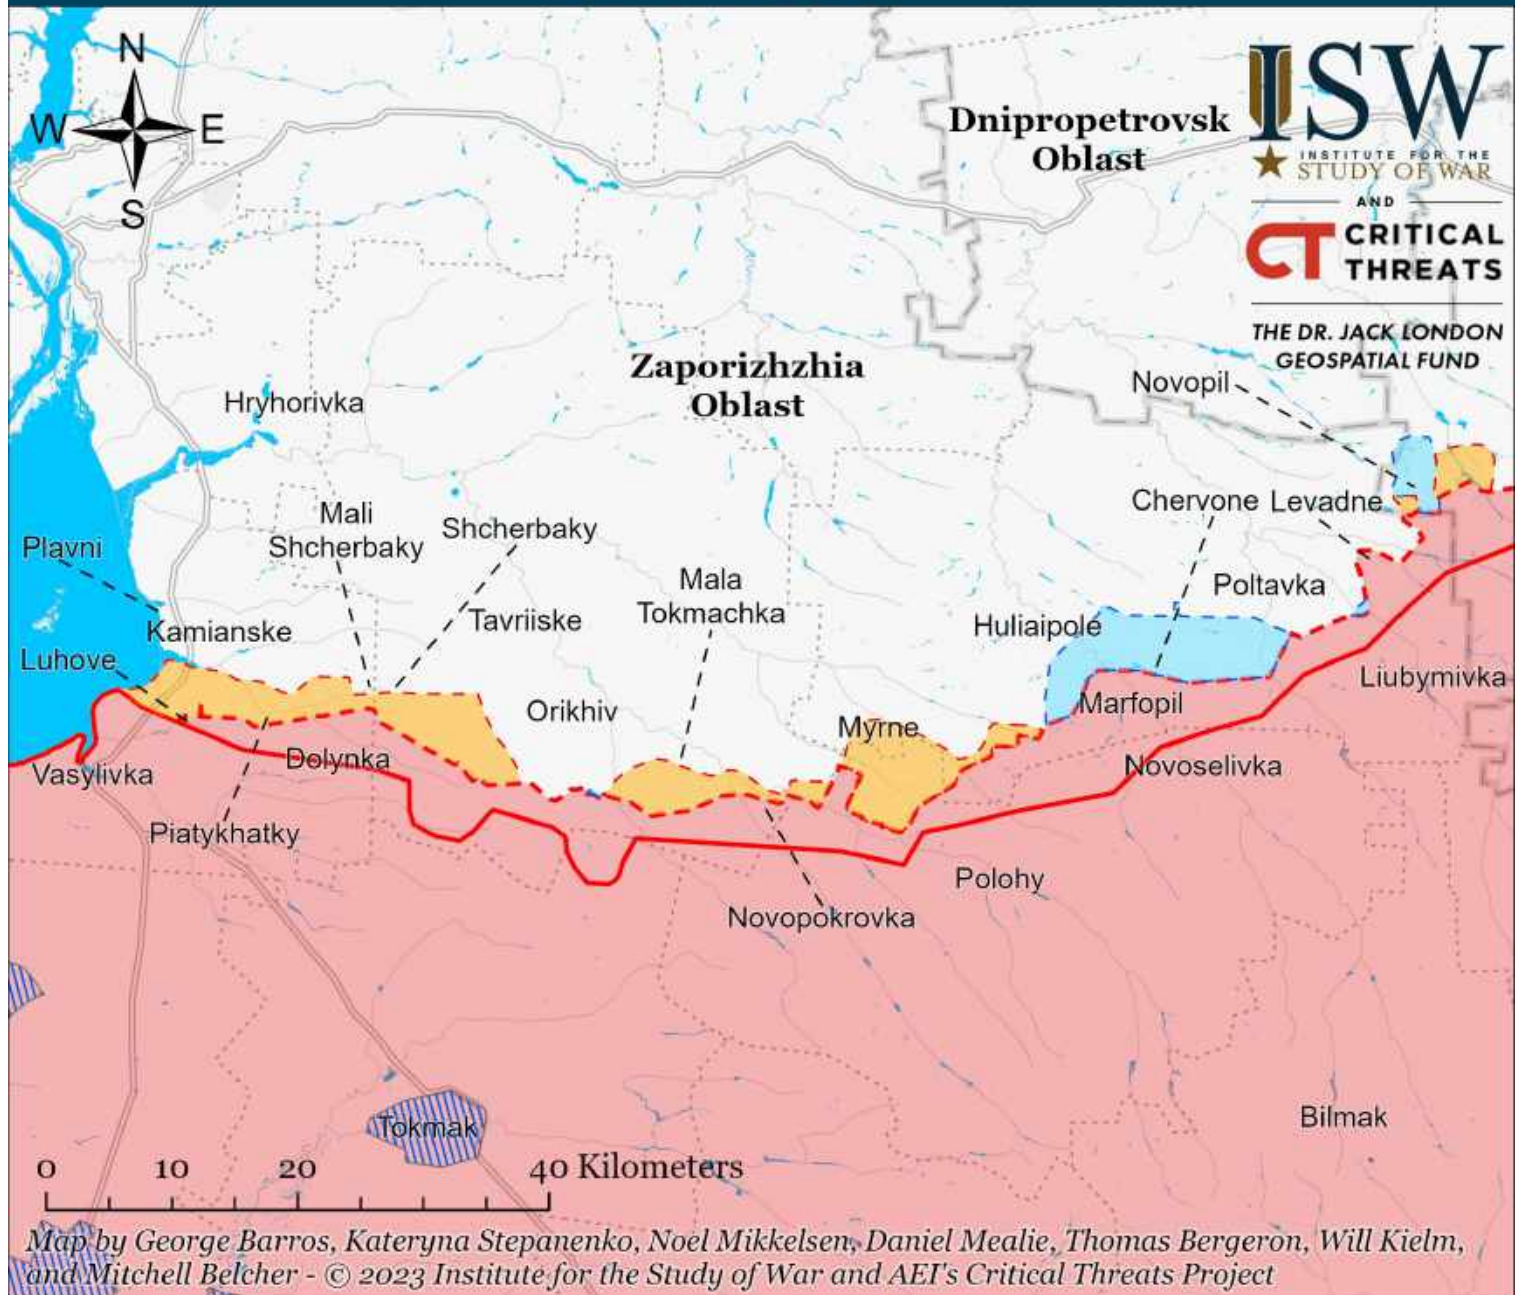 N
W E
S
Dnipropetrovsk
Oblast
ISW
INSTITUTE FOR THE
STUDY OF WAR
AND
CT CRITICAL
THREATS
THE DR. JACK LONDON
GEOSPATIAL FUND
Zaporizhzhia
Oblast
Novopil
Hryhorivka
Chervone Levadne
Mali
Shcherbaky
Shcherbaky
Plavni
Mala
Tokmachka
Poltavka
Tavriiske
Huliaipole
Kamianske
Luhove
Liubymivka
Orikhiv
Marfopil
Myrne
Dolynka
Novoselivka
Vasylivka
Piatykhatky
Polohy
Novopokrovka
Bilmak
Tokmak
0 10 20 40 Kilometers
Map by George Barros, Kateryna Stepanenko, Noel Mikkelsen, Daniel Mealie, Thomas Bergeron, Will Kielm,
and Mitchell Belcher - © 2023 Institute for the Study of War and AEI's Critical Threats Project